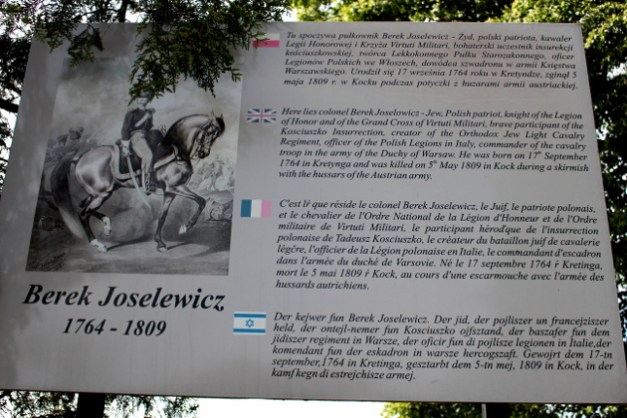 Tu spoczywa pułkownik Berek Joselewicz - Żyd, polski patriota, kawaler
Legii Honorowej i Krzyża Virtuti Militari, bohaterski uczestnik insurekcji
kościuszkowskiej, twórca Lekkokonnego Pułku Starozakonnego, oficer
Legionów Polskich we Włoszech, dowódca szwadronu w armii Księstwa
Warszawskiego. Urodził się 17 września 1764 roku w Kretyndze, zginął 5
maja 1809 r. w Kocku podczas potyczki z huzarami armii austriackiej.
Here lies colonel Berek Joselowicz - Jew, Polish patriot, knight of the Legion
of Honor and of the Grand Cross of Virtuti Militari, brave participant of the
Kosciuszko Insurrection, creator of the Orthodox Jew Light Cavalry
Regiment, officer of the Polish Legions in Italy, commander of the cavalry
troop in the army of the Duchy of Warsaw. He was born on 17th September
1764 in Kretynga and was killed on 5th May 1809 in Kock during a skirmish
with the hussars of the Austrian army.
C'est lŕ que réside le colonel Berek Joselewicz, le Juif, le patriote polonais,
et le chevalier de l'Ordre National de la Légion d'Honneur et de l'Ordre
militaire de Virtuti Militari, le participant héroďque de l'insurrection
polonaise de Tadeusz Kosciuszko, le créateur du bataillon juif de cavalerie
légčre, l'officier de la Légion polonaise en Italie, le commandant d'escadron
dans l'armée du duché de Varsovie. Né le 17 septembre 1764 ŕ Kretinga,
mort le 5 mai 1809 ŕ Kock, au cours d'une escarmouche avec l'armée des
hussards autrichiens.
Berek Joselewicz
1764 - 1809
Der kejwer fun Berek Joselewicz. Der jid, der pojliszer un francejziszer
held, der ontejl-nemer fun Kosciuszko ojfsztand, der baszafer fun dem
jidiszer regiment in Warsze, der oficir fun di pojlisze legionen in Italie,der
komendant fun der eskadron in warsze hercogszaft. Gewojrt dem 17-tn
september,1764 in Kretinga, gesztarbt dem 5-tn mej, 1809 in Kock, in der
kamf kegn di estrejchisze armej.